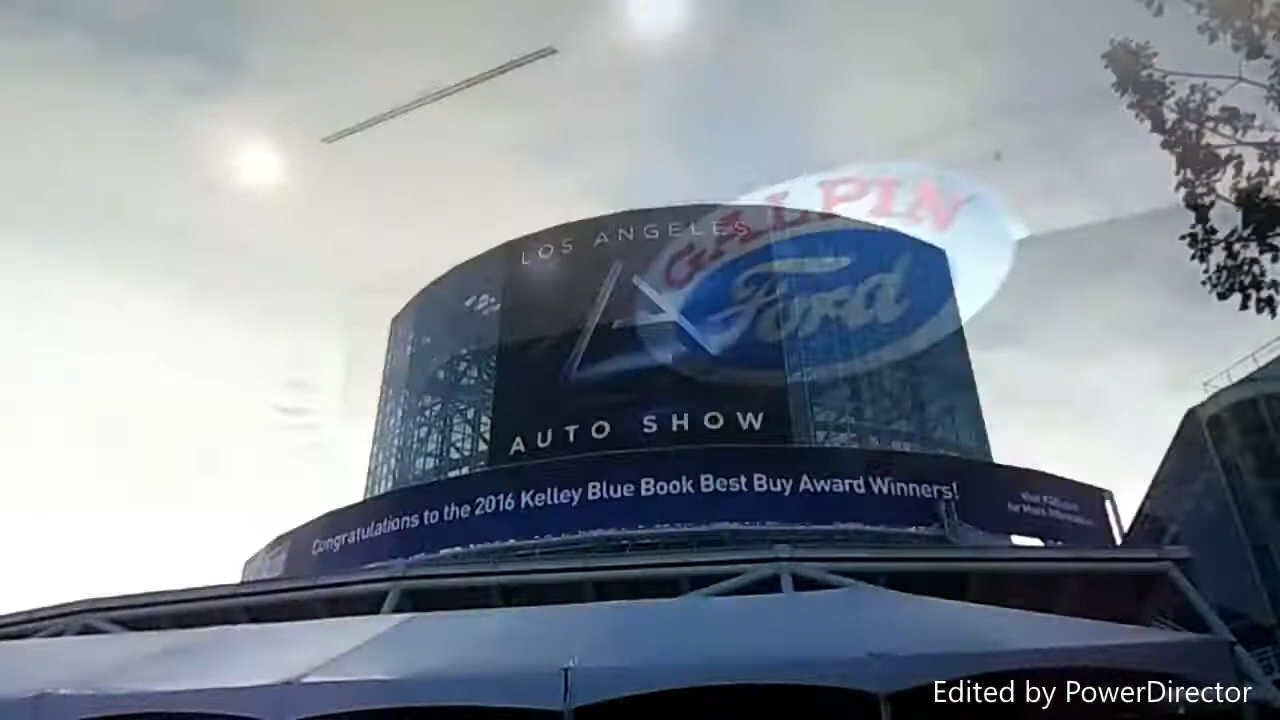 GALPIN
LOS ANGELES
Ford
AUTO SHOW
Congratulations to the 2016 Kelley Blue Book Best Buy Award Winners!
Edited by PowerDirector